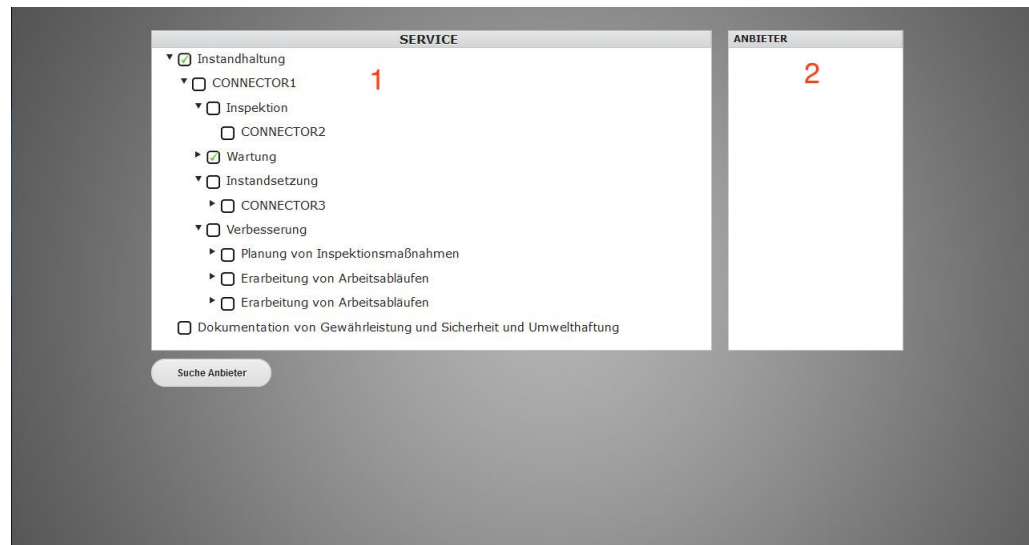 SERVICE
ANBIETER
Instandhaltung
1
2
CONNECTOR1
Inspektion
CONNECTOR2
Wartung
Instandsetzung
CONNECTOR3
Verbesserung
Planung von Inspektionsmaßnahmen
Erarbeitung von Arbeitsabläufen
Erarbeitung von Arbeitsabläufen
Dokumentation von Gewährleistung und Sicherheit und Umwelthaftung
Suche Anbieter